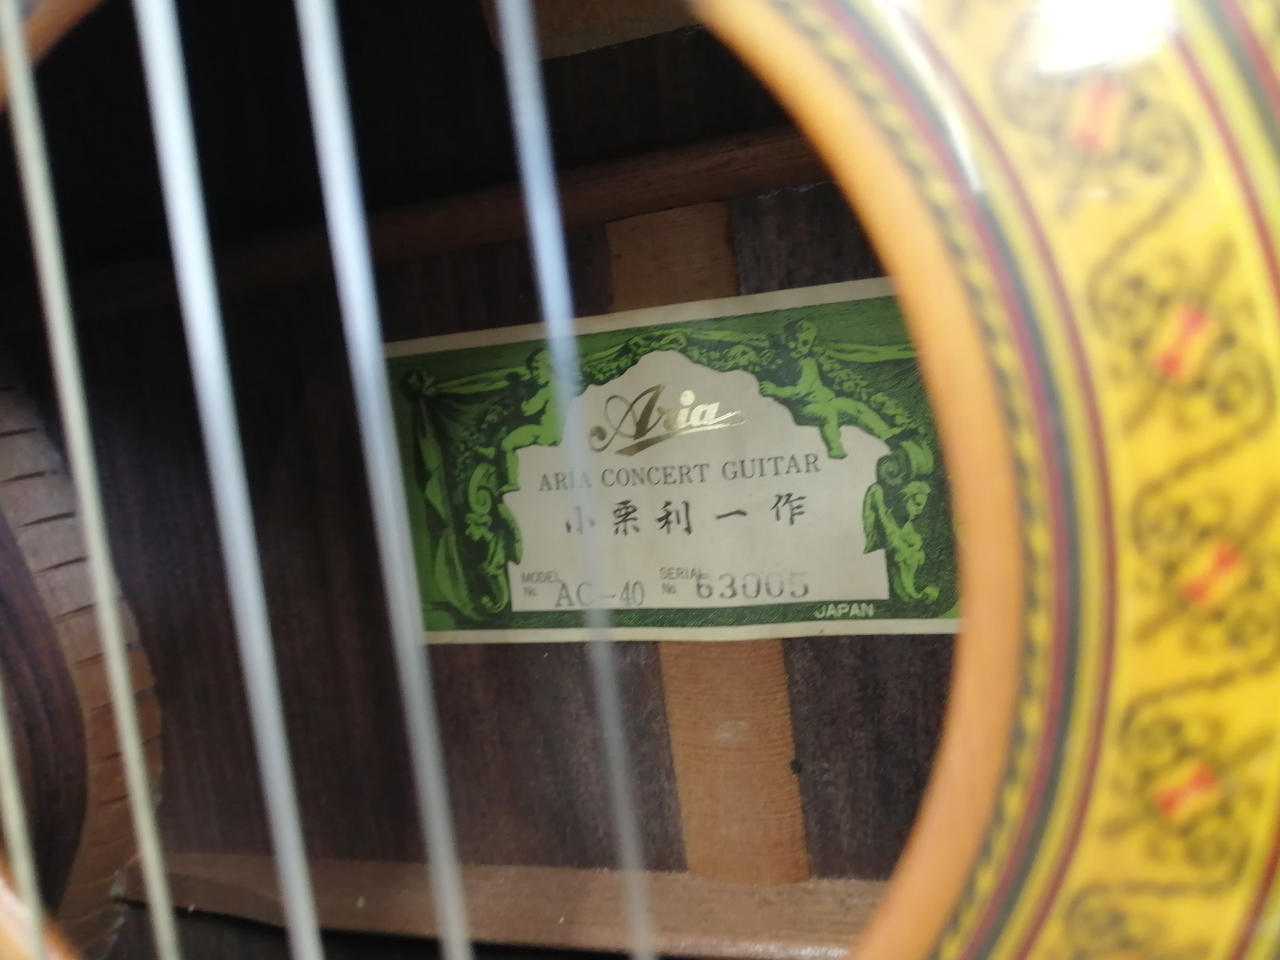 Aria
ARIA CONCERT GUITAR
小栗利一作
MODEL No. AC-40 SERIAL No. 63005
JAPAN